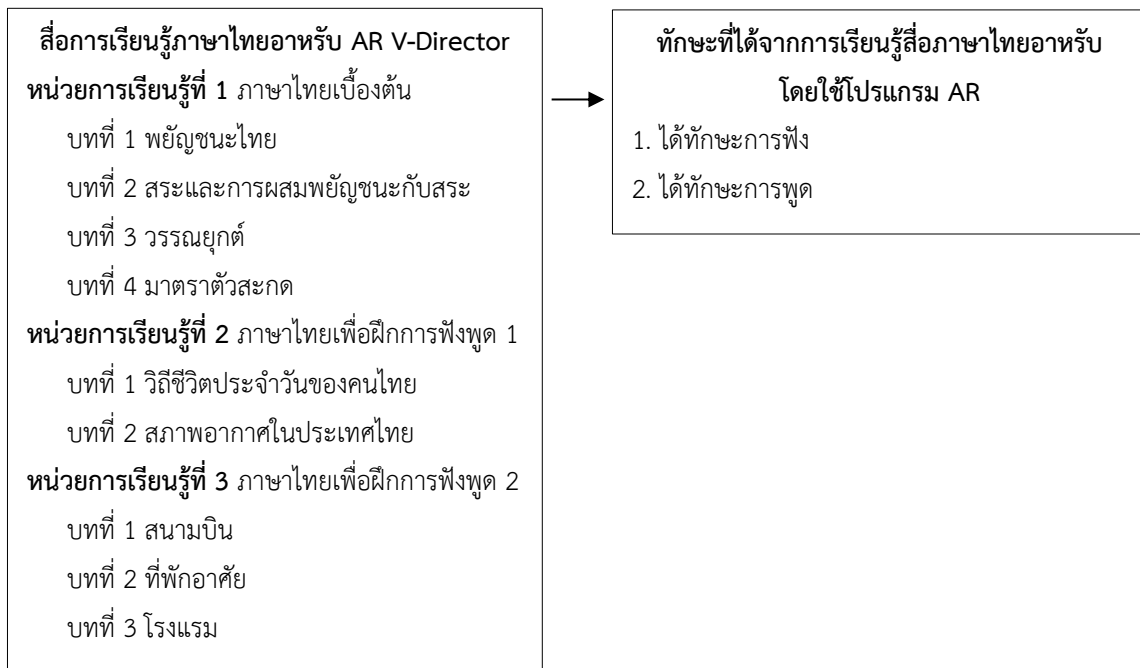 สื่อการเรียนรู้ภาษาไทยอาหรับ AR V-Director
หน่วยการเรียนรู้ที่ 1 ภาษาไทยเบื้องต้น
บทที่ 1 พยัญชนะไทย
บทที่ 2 สระและการผสมพยัญชนะกับสระ
บทที่ 3 วรรณยุกต์
บทที่ 4 มาตราตัวสะกด
หน่วยการเรียนรู้ที่ 2 ภาษาไทยเพื่อฝึกการฟังพูด 1
บทที่ 1 วิถีชีวิตประจำวันของคนไทย
บทที่ 2 สภาพอากาศในประเทศไทย
หน่วยการเรียนรู้ที่ 3 ภาษาไทยเพื่อฝึกการฟังพูด 2
บทที่ 1 สนามบิน
บทที่ 2 ที่พักอาศัย
บทที่ 3 โรงแรม
ทักษะที่ได้จากการเรียนรู้สื่อภาษาไทยอาหรับ
โดยใช้โปรแกรม AR
1. ได้ทักษะการฟัง
2. ได้ทักษะการพูด